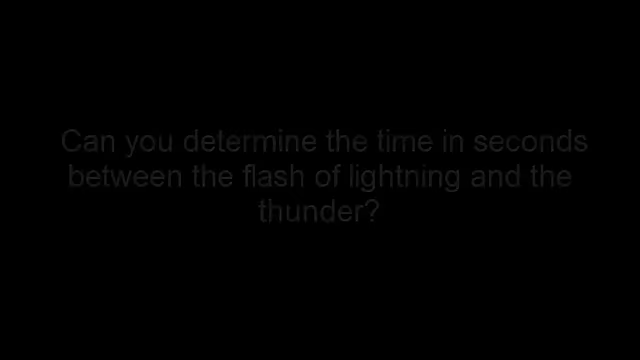 Can you determine the time in seconds
between the flash of lightning and the
thunder?